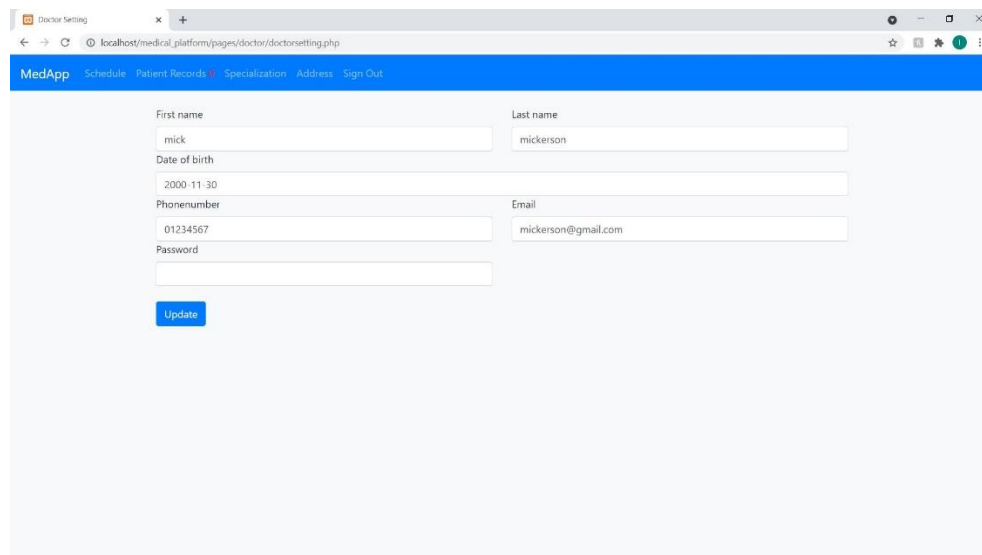 Doctor Setting
localhost/medical_platform/pages/doctor/doctorsetting.php
MedApp Schedule Patient Records Specialization Address Sign Out
First name Last name
mick mickerson
Date of birth
2000-11-30
Phonenumber Email
01234567 mickerson@gmail.com
Password
Update